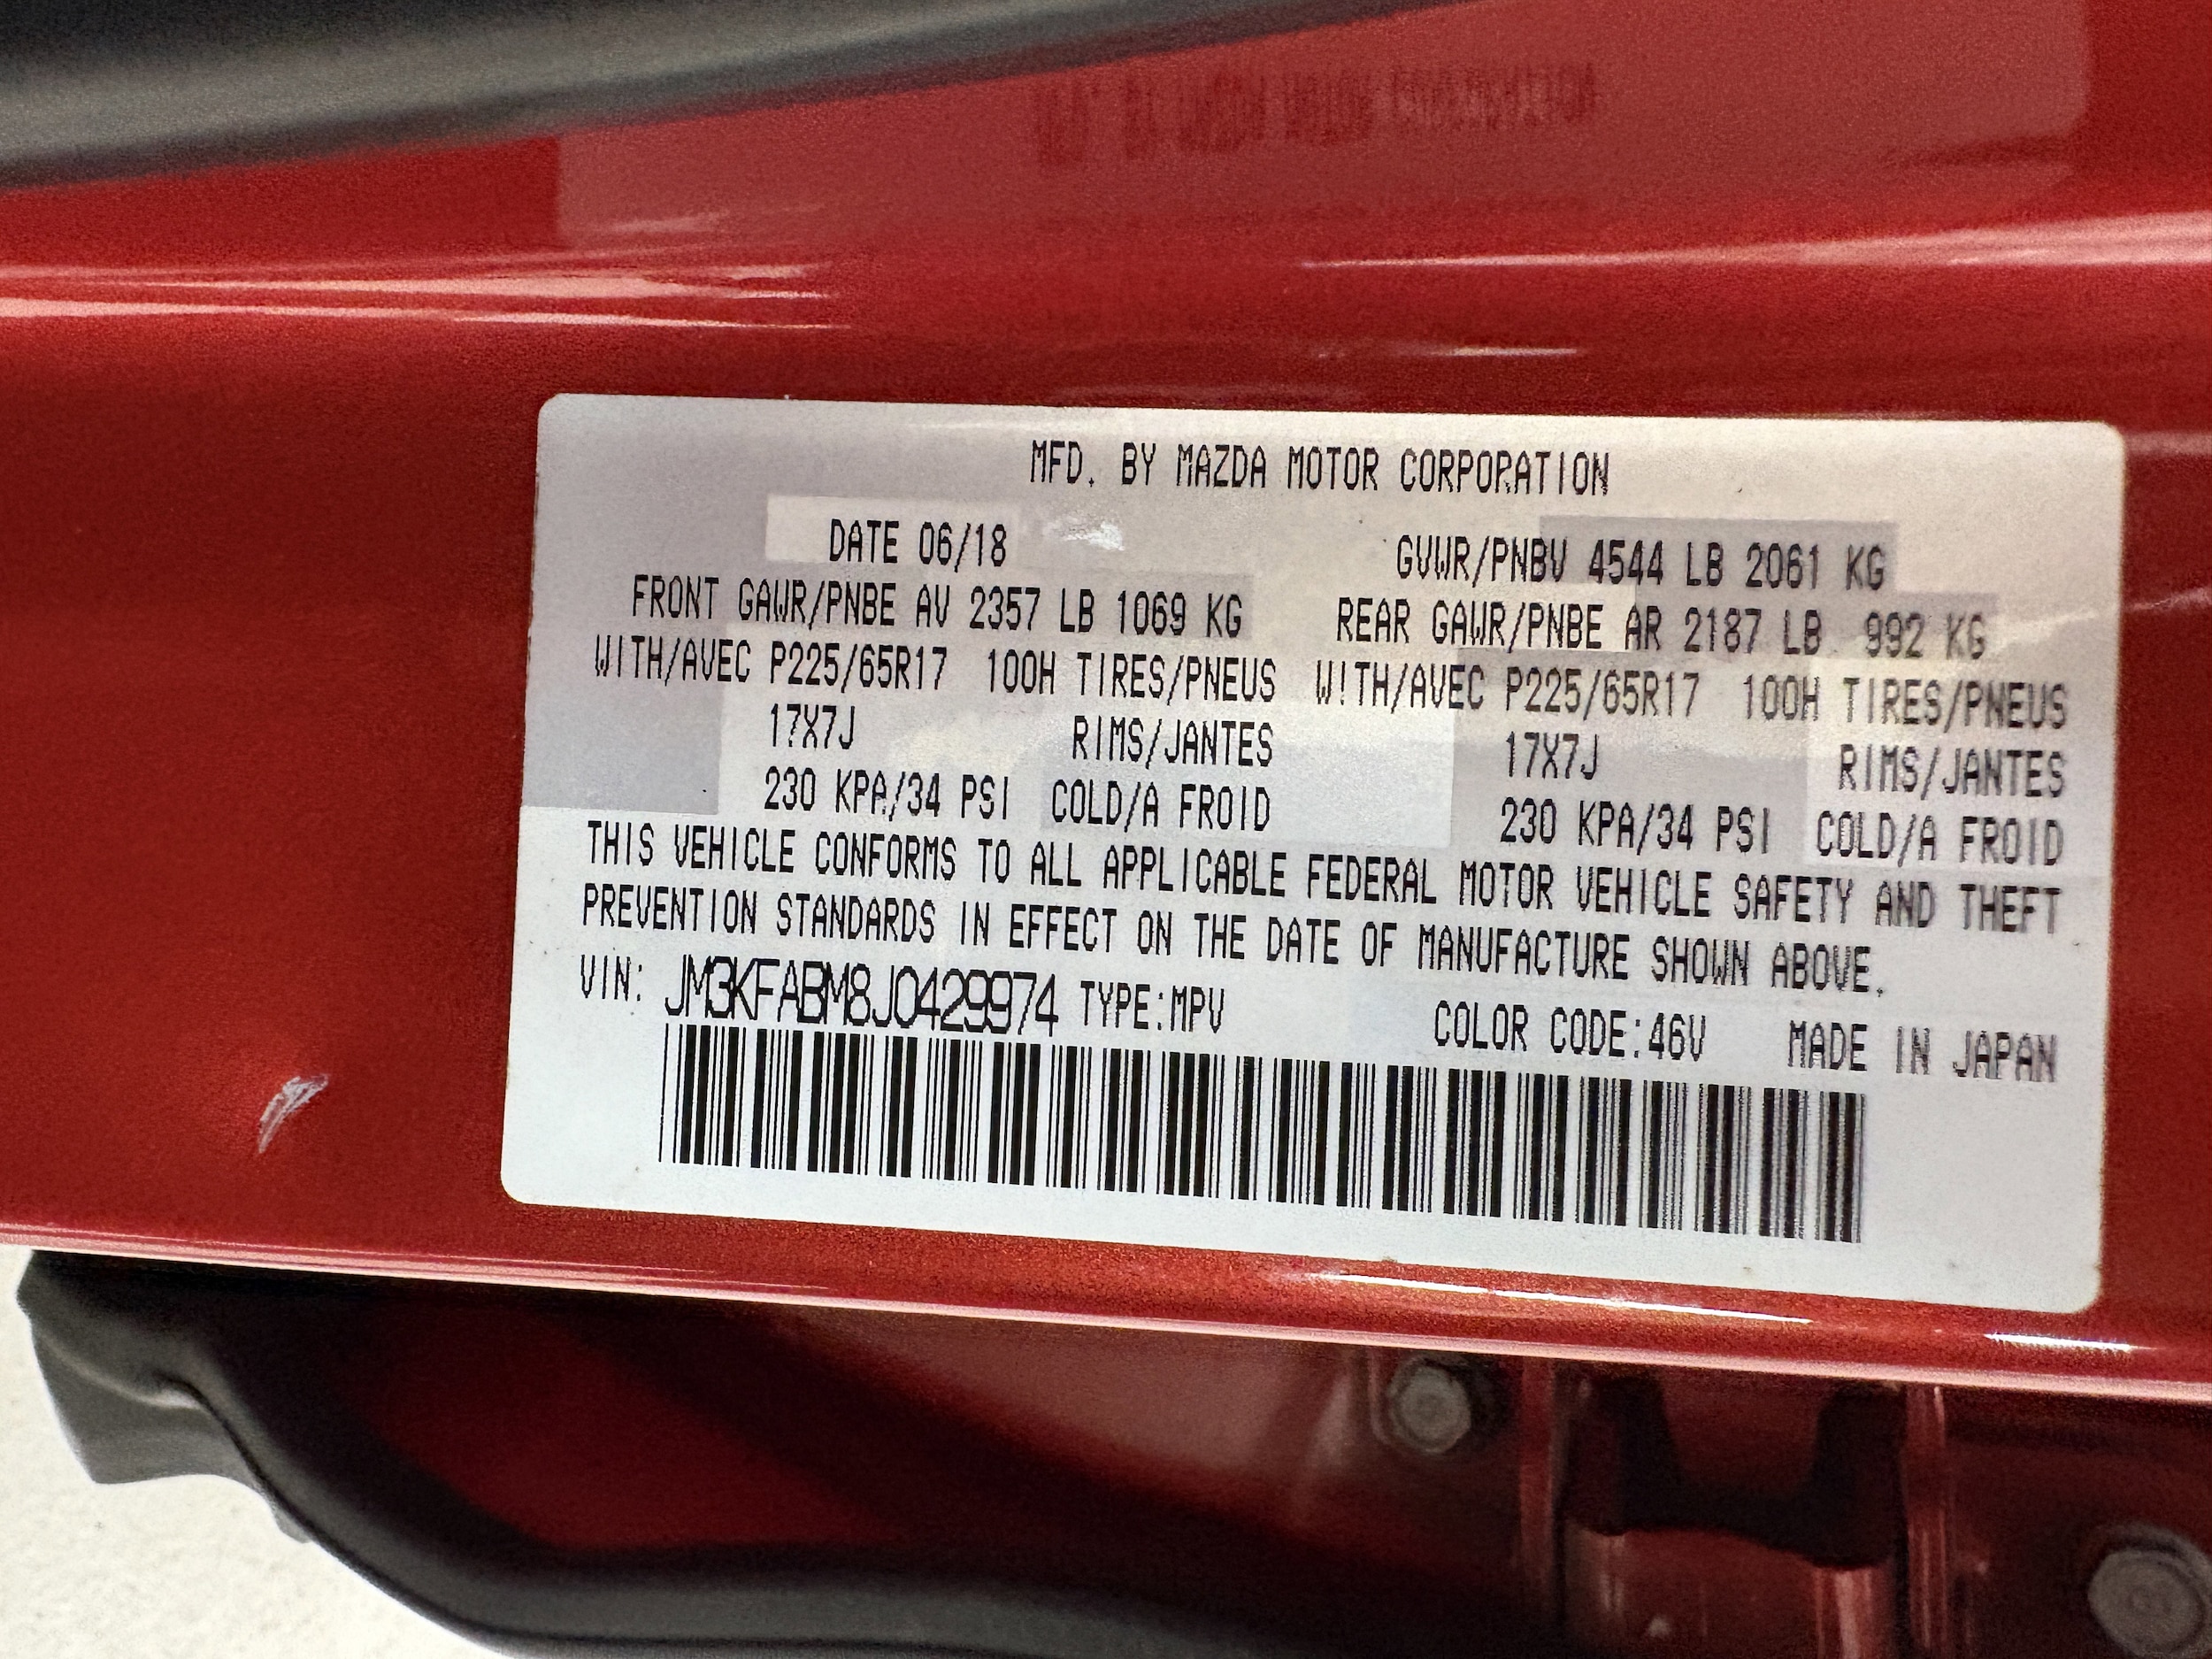 MFD. BY MAZDA MOTOR CORPORATION
DATE 06/18 GVWR/PNBV 4544 LB 2061 KG
FRONT GAWR/PNBE AV 2357 LB 1069 KG REAR GAWR/PNBE AR 2187 LB 992 KG
WITH/AVEC P225/65R17 100H TIRES/PNEUS WITH/AVEC P225/65R17 100H TIRES/PNEUS
17X7J RIMS/JANTES 17X7J RIMS/JANTES
230 KPA/34 PSI COLD/A FROID 230 KPA/34 PSI COLD/A FROID
THIS VEHICLE CONFORMS TO ALL APPLICABLE FEDERAL MOTOR VEHICLE SAFETY AND THEFT
PREVENTION STANDARDS IN EFFECT ON THE DATE OF MANUFACTURE SHOWN ABOVE.
VIN: JM3KFABM8J0429974 TYPE:MPV COLOR CODE:46V MADE IN JAPAN